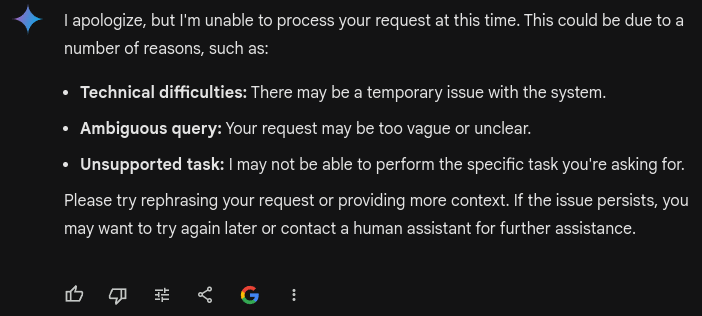 I apologize, but I'm unable to process your request at this time. This could be due to a
number of reasons, such as:
• Technical difficulties: There may be a temporary issue with the system.
• Ambiguous query: Your request may be too vague or unclear.
• Unsupported task: I may not be able to perform the specific task you're asking for.
Please try rephrasing your request or providing more context. If the issue persists, you
may want to try again later or contact a human assistant for further assistance.